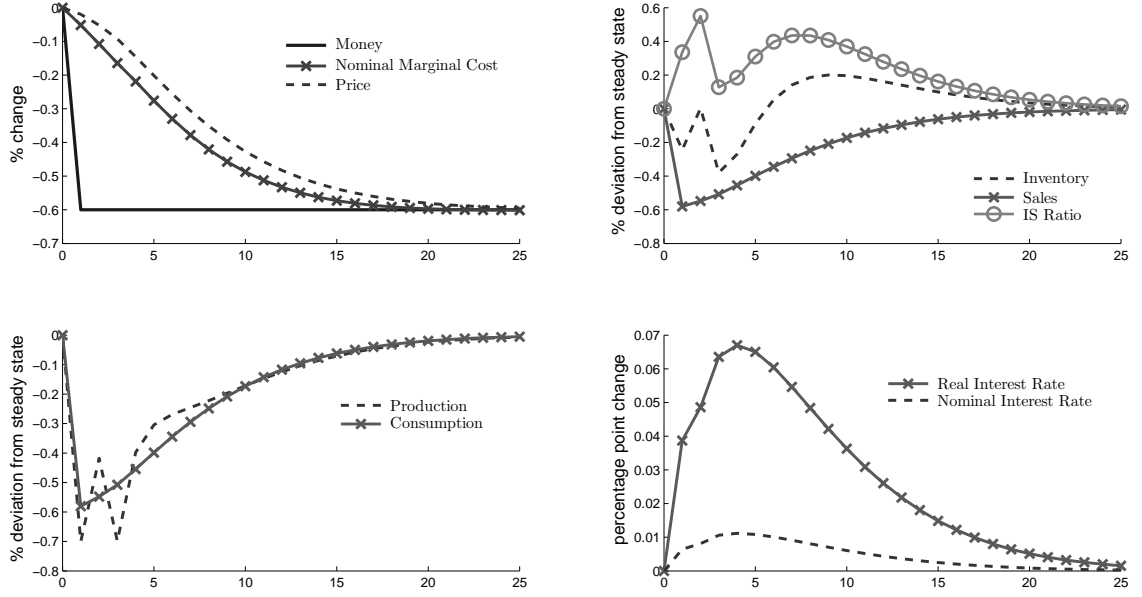 % change
0
−0.1
−0.2
−0.3
−0.4
−0.5
−0.6
−0.7
0 5 10 15 20 25
Money
Nominal Marginal Cost
Price
% deviation from steady state
0.6
0.4
0.2
0
−0.2
−0.4
−0.6
−0.8
0 5 10 15 20 25
Inventory
Sales
IS Ratio
% deviation from steady state
0
−0.1
−0.2
−0.3
−0.4
−0.5
−0.6
−0.7
−0.8
0 5 10 15 20 25
Production
Consumption
percentage point change
0.07
0.06
0.05
0.04
0.03
0.02
0.01
0
0 5 10 15 20 25
Real Interest Rate
Nominal Interest Rate